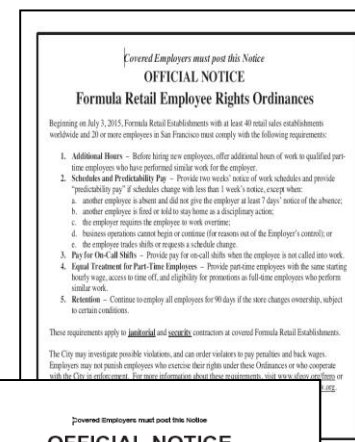 Covered Employers must post this Notice
OFFICIAL NOTICE
Formula Retail Employee Rights Ordinances
Beginning on July 3, 2015, Formula Retail Establishments with at least 40 retail sales establishments
worldwide and 20 or more employees in San Francisco must comply with the following requirements:
1. Additional Hours – Before hiring new employees, offer additional hours of work to qualified part-
time employees who have performed similar work for the employer.
2. Schedules and Predictability Pay – Provide two weeks' notice of work schedules and provide
"predictability pay" if schedules change with less than 1 week's notice, except when:
a. another employee is absent and did not give the employer at least 7 days' notice of the absence;
b. another employee is fired or told to stay home as a disciplinary action;
c. the employer requires the employee to work overtime;
d. business operations cannot begin or continue (for reasons out of the Employer's control); or
e. the employee trades shifts or requests a schedule change.
3. Pay for On-Call Shifts – Provide pay for on-call shifts when the employee is not called into work.
4. Equal Treatment for Part-Time Employees – Provide part-time employees with the same starting
hourly wage, access to time off, and eligibility for promotions as full-time employees who perform
similar work.
5. Retention – Continue to employ all employees for 90 days if the store changes ownership, subject
to certain conditions.
These requirements apply to janitorial and security contractors at covered Formula Retail Establishments.
The City may investigate possible violations, and can order violators to pay penalties and back wages.
Employers may not punish employees who exercise their rights under these Ordinances or who cooperate
with the City in enforcement. For more information about these requirements, visit www.sfgov.org/frero or
Covered Employers must post this Notice
OFFICIAL NOTICE